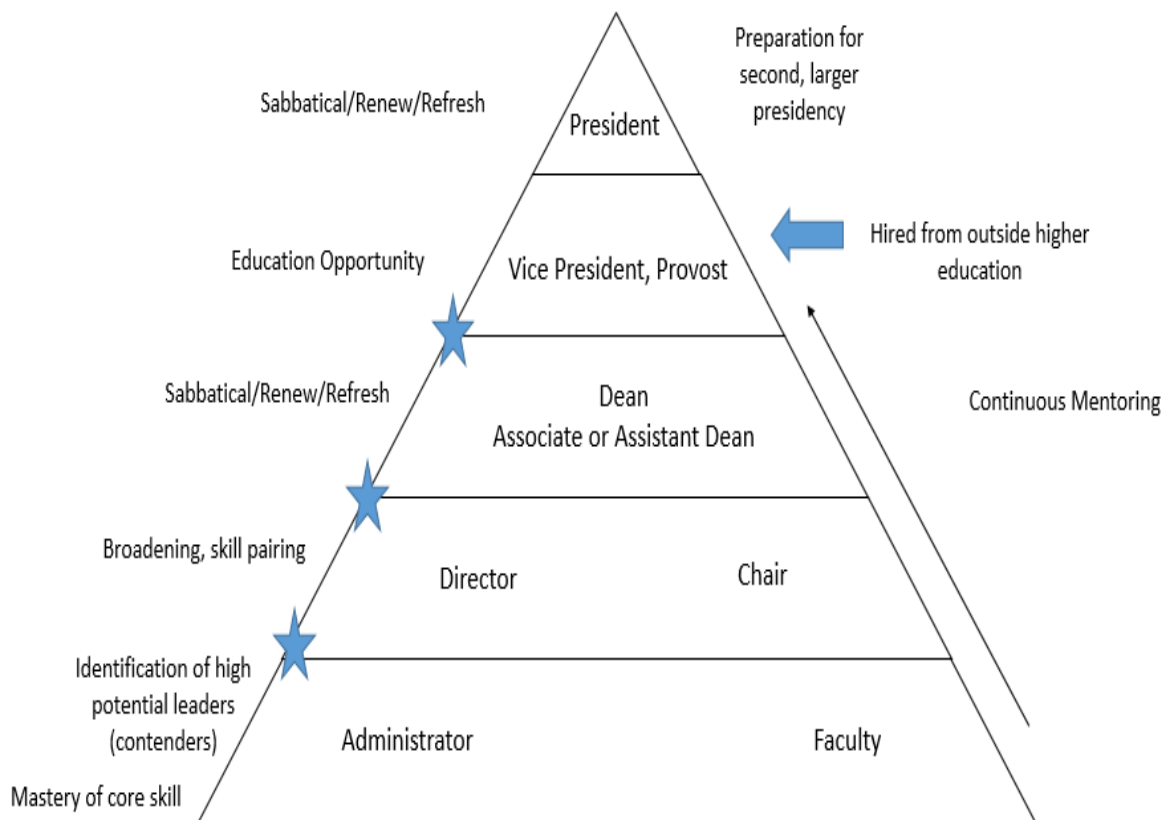 Preparation for
second, larger
presidency
Sabbatical/Renew/Refresh
President
Hired from outside higher
education
Education Opportunity
Vice President, Provost
Sabbatical/Renew/Refresh
Dean
Associate or Assistant Dean
Continuous Mentoring
Broadening, skill pairing
Director
Chair
Identification of high
potential leaders
(contenders)
Administrator
Faculty
Mastery of core skill